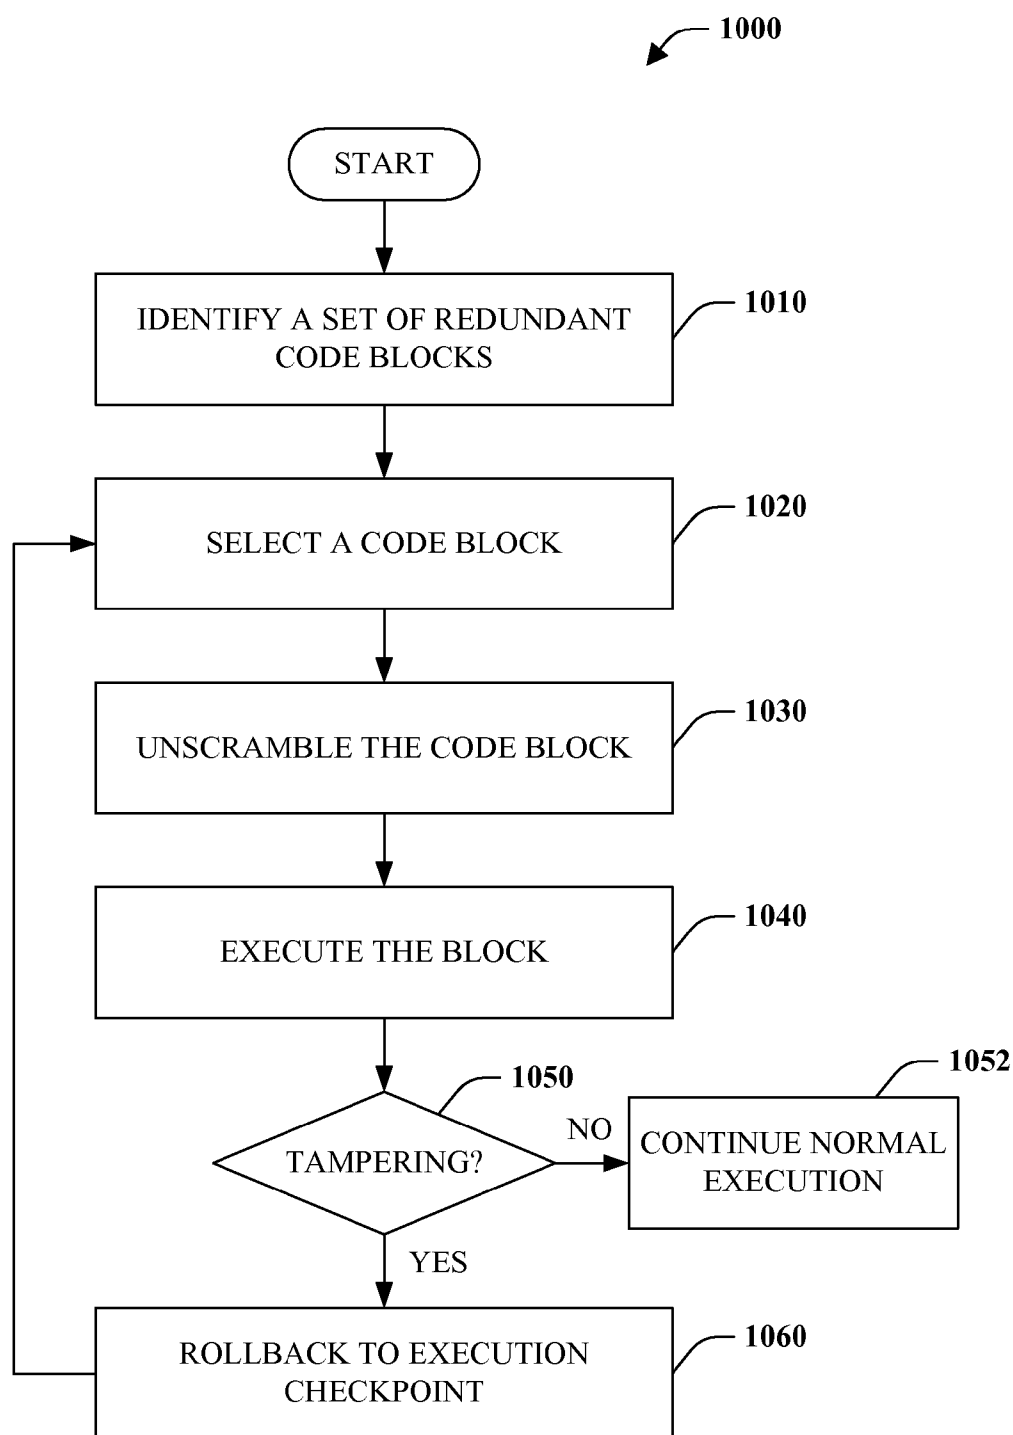 1000
START
IDENTIFY A SET OF REDUNDANT
CODE BLOCKS
1010
SELECT A CODE BLOCK
1020
UNSCRAMBLE THE CODE BLOCK
1030
EXECUTE THE BLOCK
1040
TAMPERING?
1050
NO
CONTINUE NORMAL
EXECUTION
1052
YES
ROLLBACK TO EXECUTION
CHECKPOINT
1060